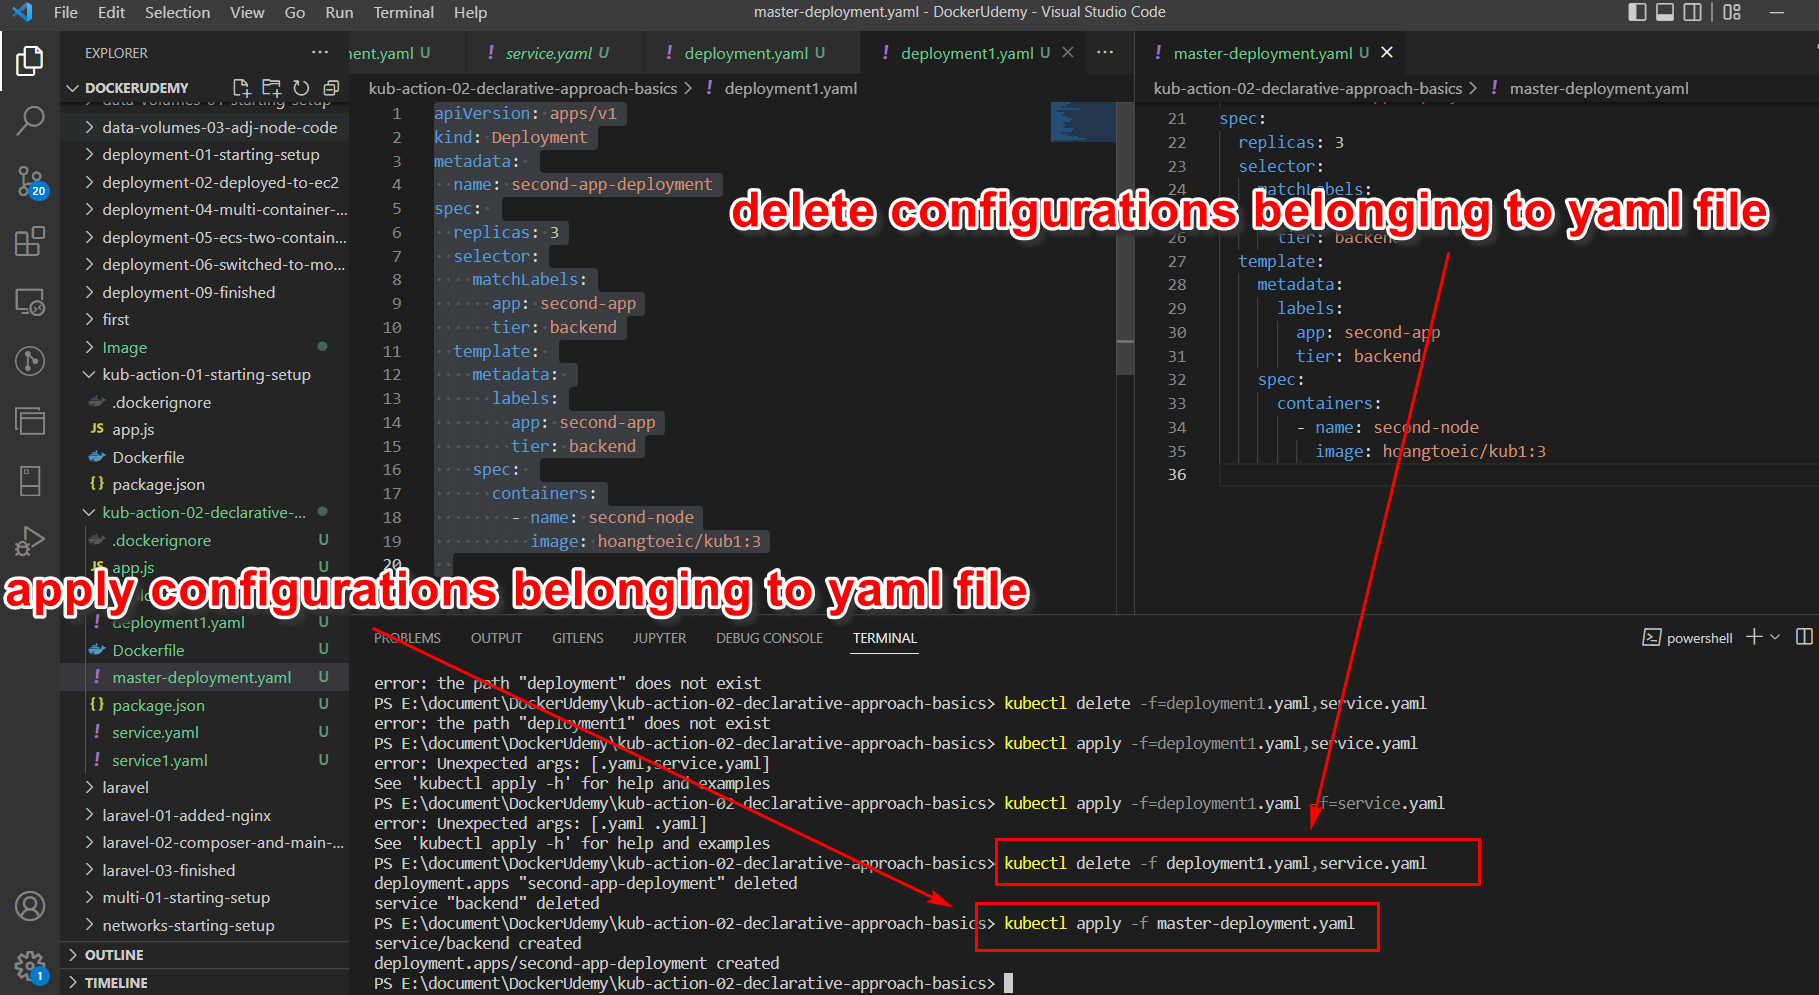 File Edit Selection View Go Run Terminal Help
master-deployment.yaml - DockerUdemy - Visual Studio Code
EXPLORER
DOCKERUDEMY
data-volumes-01-starting-setup
data-volumes-03-adj-node-code
deployment-01-starting-setup
deployment-02-deployed-to-ec2
deployment-04-multi-container-...
deployment-05-ecs-two-contain...
deployment-06-switched-to-mo...
deployment-09-finished
first
Image
kub-action-01-starting-setup
.dockerignore
JS app.js
Dockerfile
{} package.json
kub-action-02-declarative-...
.dockerignore U
JS app.js U
U
! deployment1.yaml U
Dockerfile U
! master-deployment.yaml U
{} package.json U
! service.yaml U
! service1.yaml U
laravel
laravel-01-added-nginx
laravel-02-composer-and-main-...
laravel-03-finished
multi-01-starting-setup
networks-starting-setup
OUTLINE
TIMELINE
20
1
ent.yaml U
! service.yaml U
! deployment.yaml U
! deployment1.yaml U
kub-action-02-declarative-approach-basics > ! deployment1.yaml
1 apiVersion: apps/v1
2 kind: Deployment
3 metadata:
4 name: second-app-deployment
5 spec:
6 replicas: 3
7 selector:
8 matchLabels:
9 app: second-app
10 tier: backend
11 template:
12 metadata:
13 labels:
14 app: second-app
15 tier: backend
16 spec:
17 containers:
18 - name: second-node
19 image: hoangtoeic/kub1:3
20
! master-deployment.yaml U
kub-action-02-declarative-approach-basics > ! master-deployment.yaml
21 spec:
22 replicas: 3
23 selector:
24 matchLabels:
26 tier: backend
27 template:
28 metadata:
29 labels:
30 app: second-app
31 tier: backend
32 spec:
33 containers:
34 - name: second-node
35 image: hoangtoeic/kub1:3
36
delete configurations belonging to yaml file
apply configurations belonging to yaml file
PROBLEMS OUTPUT GITLENS JUPYTER DEBUG CONSOLE TERMINAL
powershell
error: the path "deployment" does not exist
PS E:\document\DockerUdemy\kub-action-02-declarative-approach-basics> kubectl delete -f=deployment1.yaml,service.yaml
error: the path "deployment1" does not exist
PS E:\document\DockerUdemy\kub-action-02-declarative-approach-basics> kubectl apply -f=deployment1.yaml,service.yaml
error: Unexpected args: [.yaml,service.yaml]
See 'kubectl apply -h' for help and examples
PS E:\document\DockerUdemy\kub-action-02-declarative-approach-basics> kubectl apply -f=deployment1.yaml -f=service.yaml
error: Unexpected args: [.yaml .yaml]
See 'kubectl apply -h' for help and examples
PS E:\document\DockerUdemy\kub-action-02-declarative-approach-basics> kubectl delete -f deployment1.yaml,service.yaml
deployment.apps "second-app-deployment" deleted
service "backend" deleted
PS E:\document\DockerUdemy\kub-action-02-declarative-approach-basics> kubectl apply -f master-deployment.yaml
service/backend created
deployment.apps/second-app-deployment created
PS E:\document\DockerUdemy\kub-action-02-declarative-approach-basics>